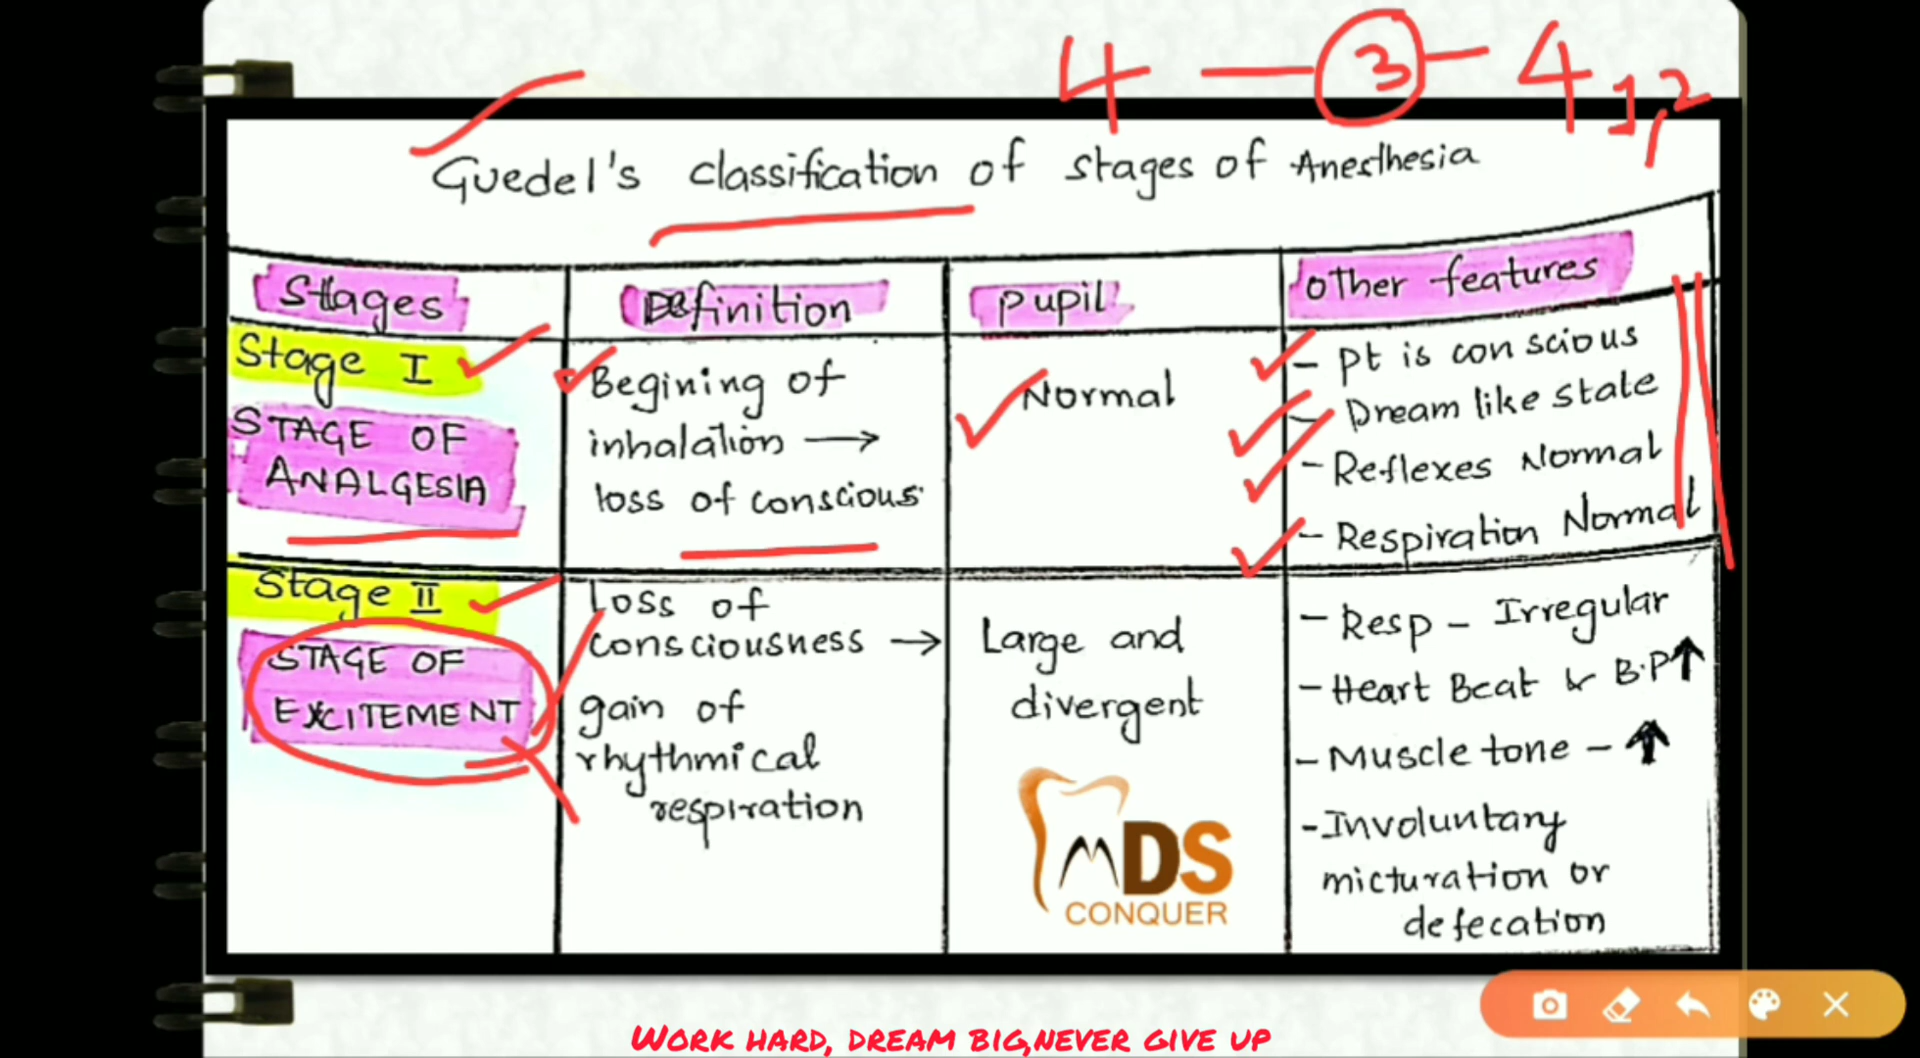 4 — 3 — 4 1,2
Guedel's classification of stages of Anesthesia
Stages
Definition
Pupil
other features
Stage I
STAGE OF
ANALGESIA
Begining of
inhalation →
loss of conscious
Normal
- Pt is conscious
- Dream like state
- Reflexes Normal
- Respiration Normal
Stage II
STAGE OF
EXCITEMENT
Loss of
consciousness →
gain of
rhythmical
respiration
Large and
divergent
- Resp - Irregular
- Heart Beat & B.P↑
- Muscle tone - ↑
- Involuntary
micturation or
defecation
MDS
CONQUER
WORK HARD, DREAM BIG,NEVER GIVE UP